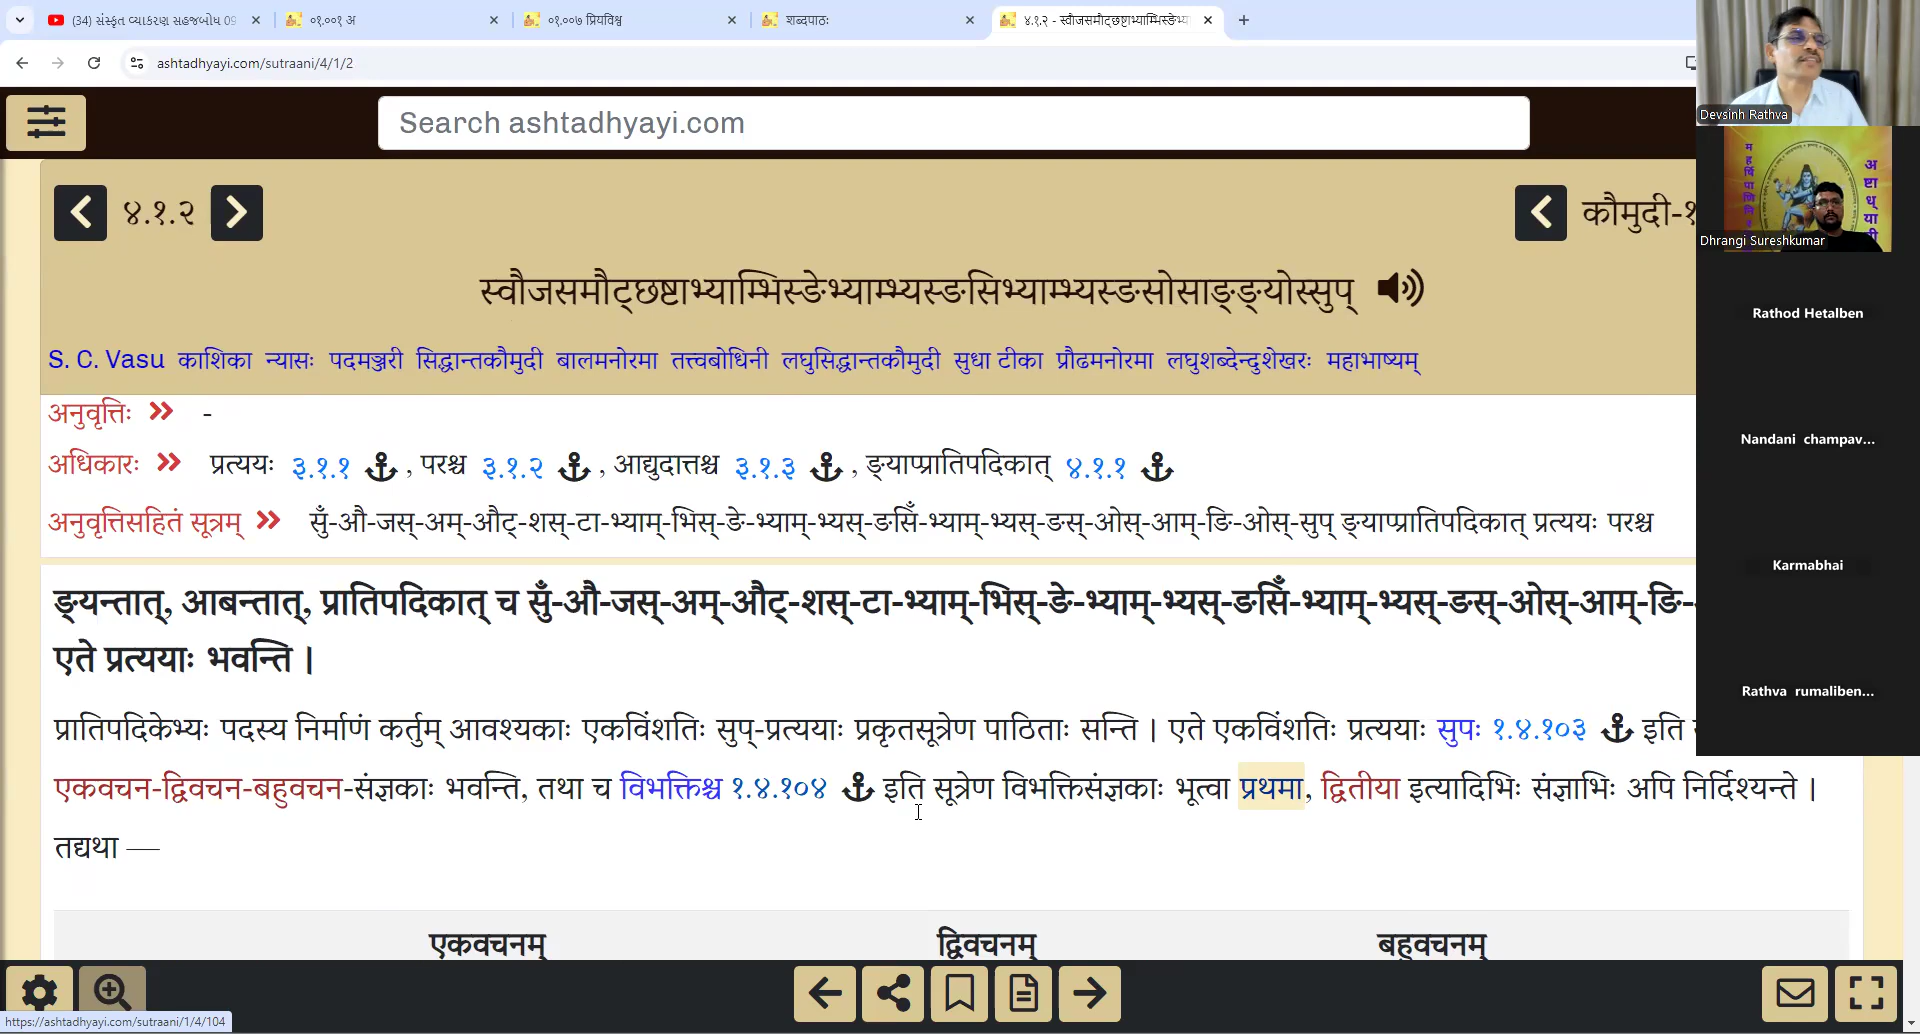 (34) સંસ્કૃત વ્યાકરણ સહજબોધ 09
०१.००१ अ
०१.००७ प्रियविश्व
शब्दपाठः
४.१.२ - स्वौजसमौट्छष्टाभ्याम्भिस्ङेभ्य
ashtadhyayi.com/sutraani/4/1/2
Search ashtadhyayi.com
४.१.२
कौमुदी-१
स्वौजसमौट्छष्टाभ्याम्भिस्ङेभ्याम्भ्यस्ङसिभ्याम्भ्यस्ङसोसाङ्ङ्योस्सुप्
S. C. Vasu काशिका न्यासः पदमञ्जरी सिद्धान्तकौमुदी बालमनोरमा तत्त्वबोधिनी लघुसिद्धान्तकौमुदी सुधा टीका प्रौढमनोरमा लघुशब्देन्दुशेखरः महाभाष्यम्
अनुवृत्तिः -
अधिकारः प्रत्ययः ३.१.१ , परश्च ३.१.२ , आद्युदात्तश्च ३.१.३ , ङ्याप्प्रातिपदिकात् ४.१.१
अनुवृत्तिसहितं सूत्रम् सुँ-औ-जस्-अम्-औट्-शस्-टा-भ्याम्-भिस्-ङे-भ्याम्-भ्यस्-ङसिँ-भ्याम्-भ्यस्-ङस्-ओस्-आम्-ङि-ओस्-सुप् ङ्याप्प्रातिपदिकात् प्रत्ययः परश्च
ङ्यन्तात्, आबन्तात्, प्रातिपदिकात् च सुँ-औ-जस्-अम्-औट्-शस्-टा-भ्याम्-भिस्-ङे-भ्याम्-भ्यस्-ङसिँ-भ्याम्-भ्यस्-ङस्-ओस्-आम्-ङि-
एते प्रत्ययाः भवन्ति ।
प्रातिपदिकेभ्यः पदस्य निर्माणं कर्तुम् आवश्यकाः एकविंशतिः सुप्-प्रत्ययाः प्रकृतसूत्रेण पाठिताः सन्ति । एते एकविंशतिः प्रत्ययाः सुपः १.४.१०३ इति
एकवचन-द्विवचन-बहुवचन-संज्ञकाः भवन्ति, तथा च विभक्तिश्च १.४.१०४ इति सूत्रेण विभक्तिसंज्ञकाः भूत्वा प्रथमा, द्वितीया इत्यादिभिः संज्ञाभिः अपि निर्दिश्यन्ते ।
तद्यथा —
एकवचनम् द्विवचनम् बहुवचनम्
https://ashtadhyayi.com/sutraani/1/4/104
Devsinh Rathva
अष्टाध्यायी
Dhrangi Sureshkumar
Rathod Hetalben
Nandani champav...
Karmabhai
Rathva rumaliben...